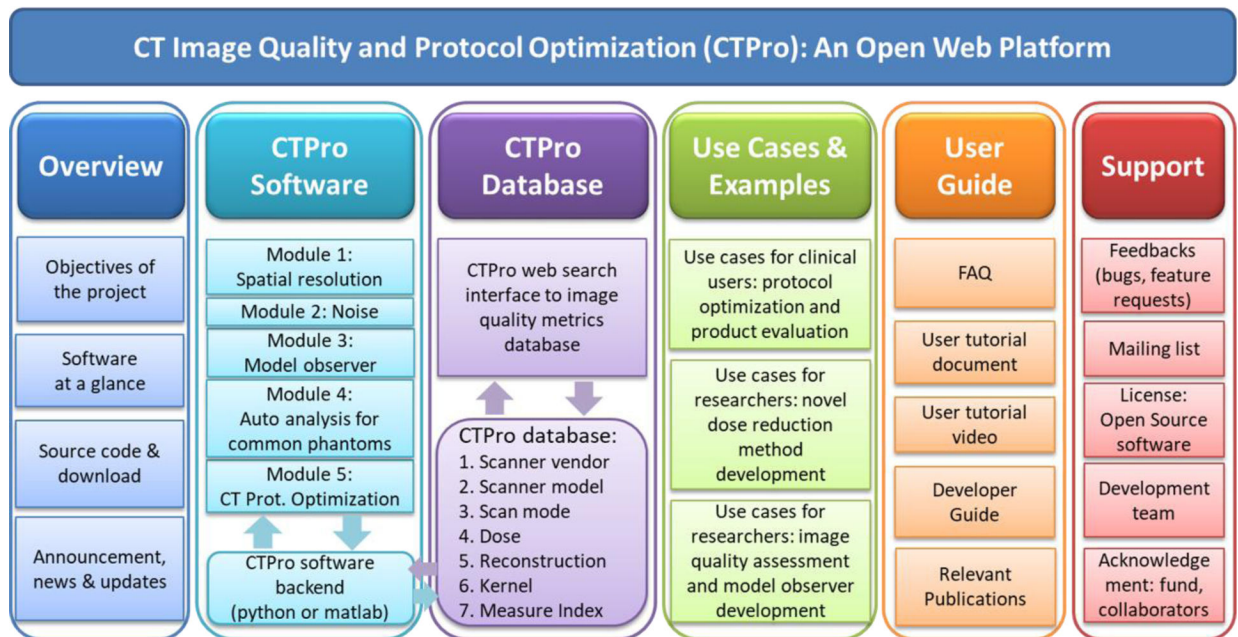 CT Image Quality and Protocol Optimization (CTPro): An Open Web Platform
Overview
Objectives of
the project
Software
at a glance
Source code &
download
Announcement,
news & updates
CTPro
Software
Module 1:
Spatial resolution
Module 2: Noise
Module 3:
Model observer
Module 4:
Auto analysis for
common phantoms
Module 5:
CT Prot. Optimization
CTPro software
backend
(python or matlab)
CTPro
Database
CTPro web search
interface to image
quality metrics
database
CTPro database:
1. Scanner vendor
2. Scanner model
3. Scan mode
4. Dose
5. Reconstruction
6. Kernel
7. Measure Index
Use Cases &
Examples
Use cases for clinical
users: protocol
optimization and
product evaluation
Use cases for
researchers: novel
dose reduction
method
development
Use cases for
researchers: image
quality assessment
and model observer
development
User
Guide
FAQ
User tutorial
document
User tutorial
video
Developer
Guide
Relevant
Publications
Support
Feedbacks
(bugs, feature
requests)
Mailing list
License:
Open Source
software
Development
team
Acknowledge
ment: fund,
collaborators